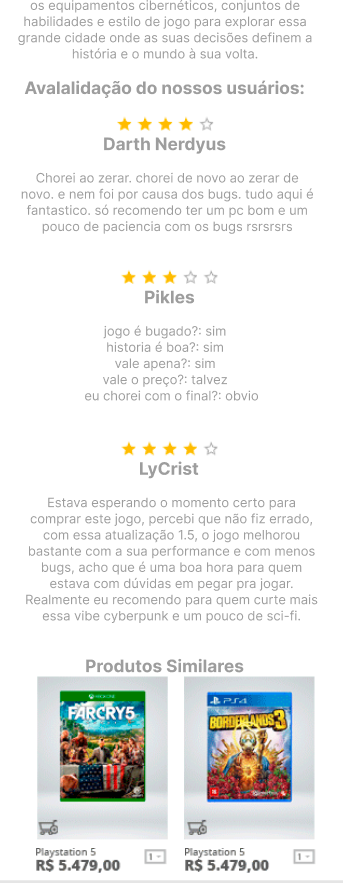 os equipamentos cibernéticos, conjuntos de
habilidades e estilo de jogo para explorar essa
grande cidade onde as suas decisões definem a
história e o mundo à sua volta.
Avalalidação do nossos usuários:
Darth Nerdyus
Chorei ao zerar. chorei de novo ao zerar de
novo. e nem foi por causa dos bugs. tudo aqui é
fantastico. só recomendo ter um pc bom e um
pouco de paciencia com os bugs rsrsrsrs
Pikles
jogo é bugado?: sim
historia é boa?: sim
vale apena?: sim
vale o preço?: talvez
eu chorei com o final?: obvio
LyCrist
Estava esperando o momento certo para
comprar este jogo, percebi que não fiz errado,
com essa atualização 1.5, o jogo melhorou
bastante com a sua performance e com menos
bugs, acho que é uma boa hora para quem
estava com dúvidas em pegar pra jogar.
Realmente eu recomendo para quem curte mais
essa vibe cyberpunk e um pouco de sci-fi.
Produtos Similares
XBOX ONE
FARCRY5
PS4
BORDERLANDS 3
Playstation 5
R$ 5.479,00
1
Playstation 5
R$ 5.479,00
1